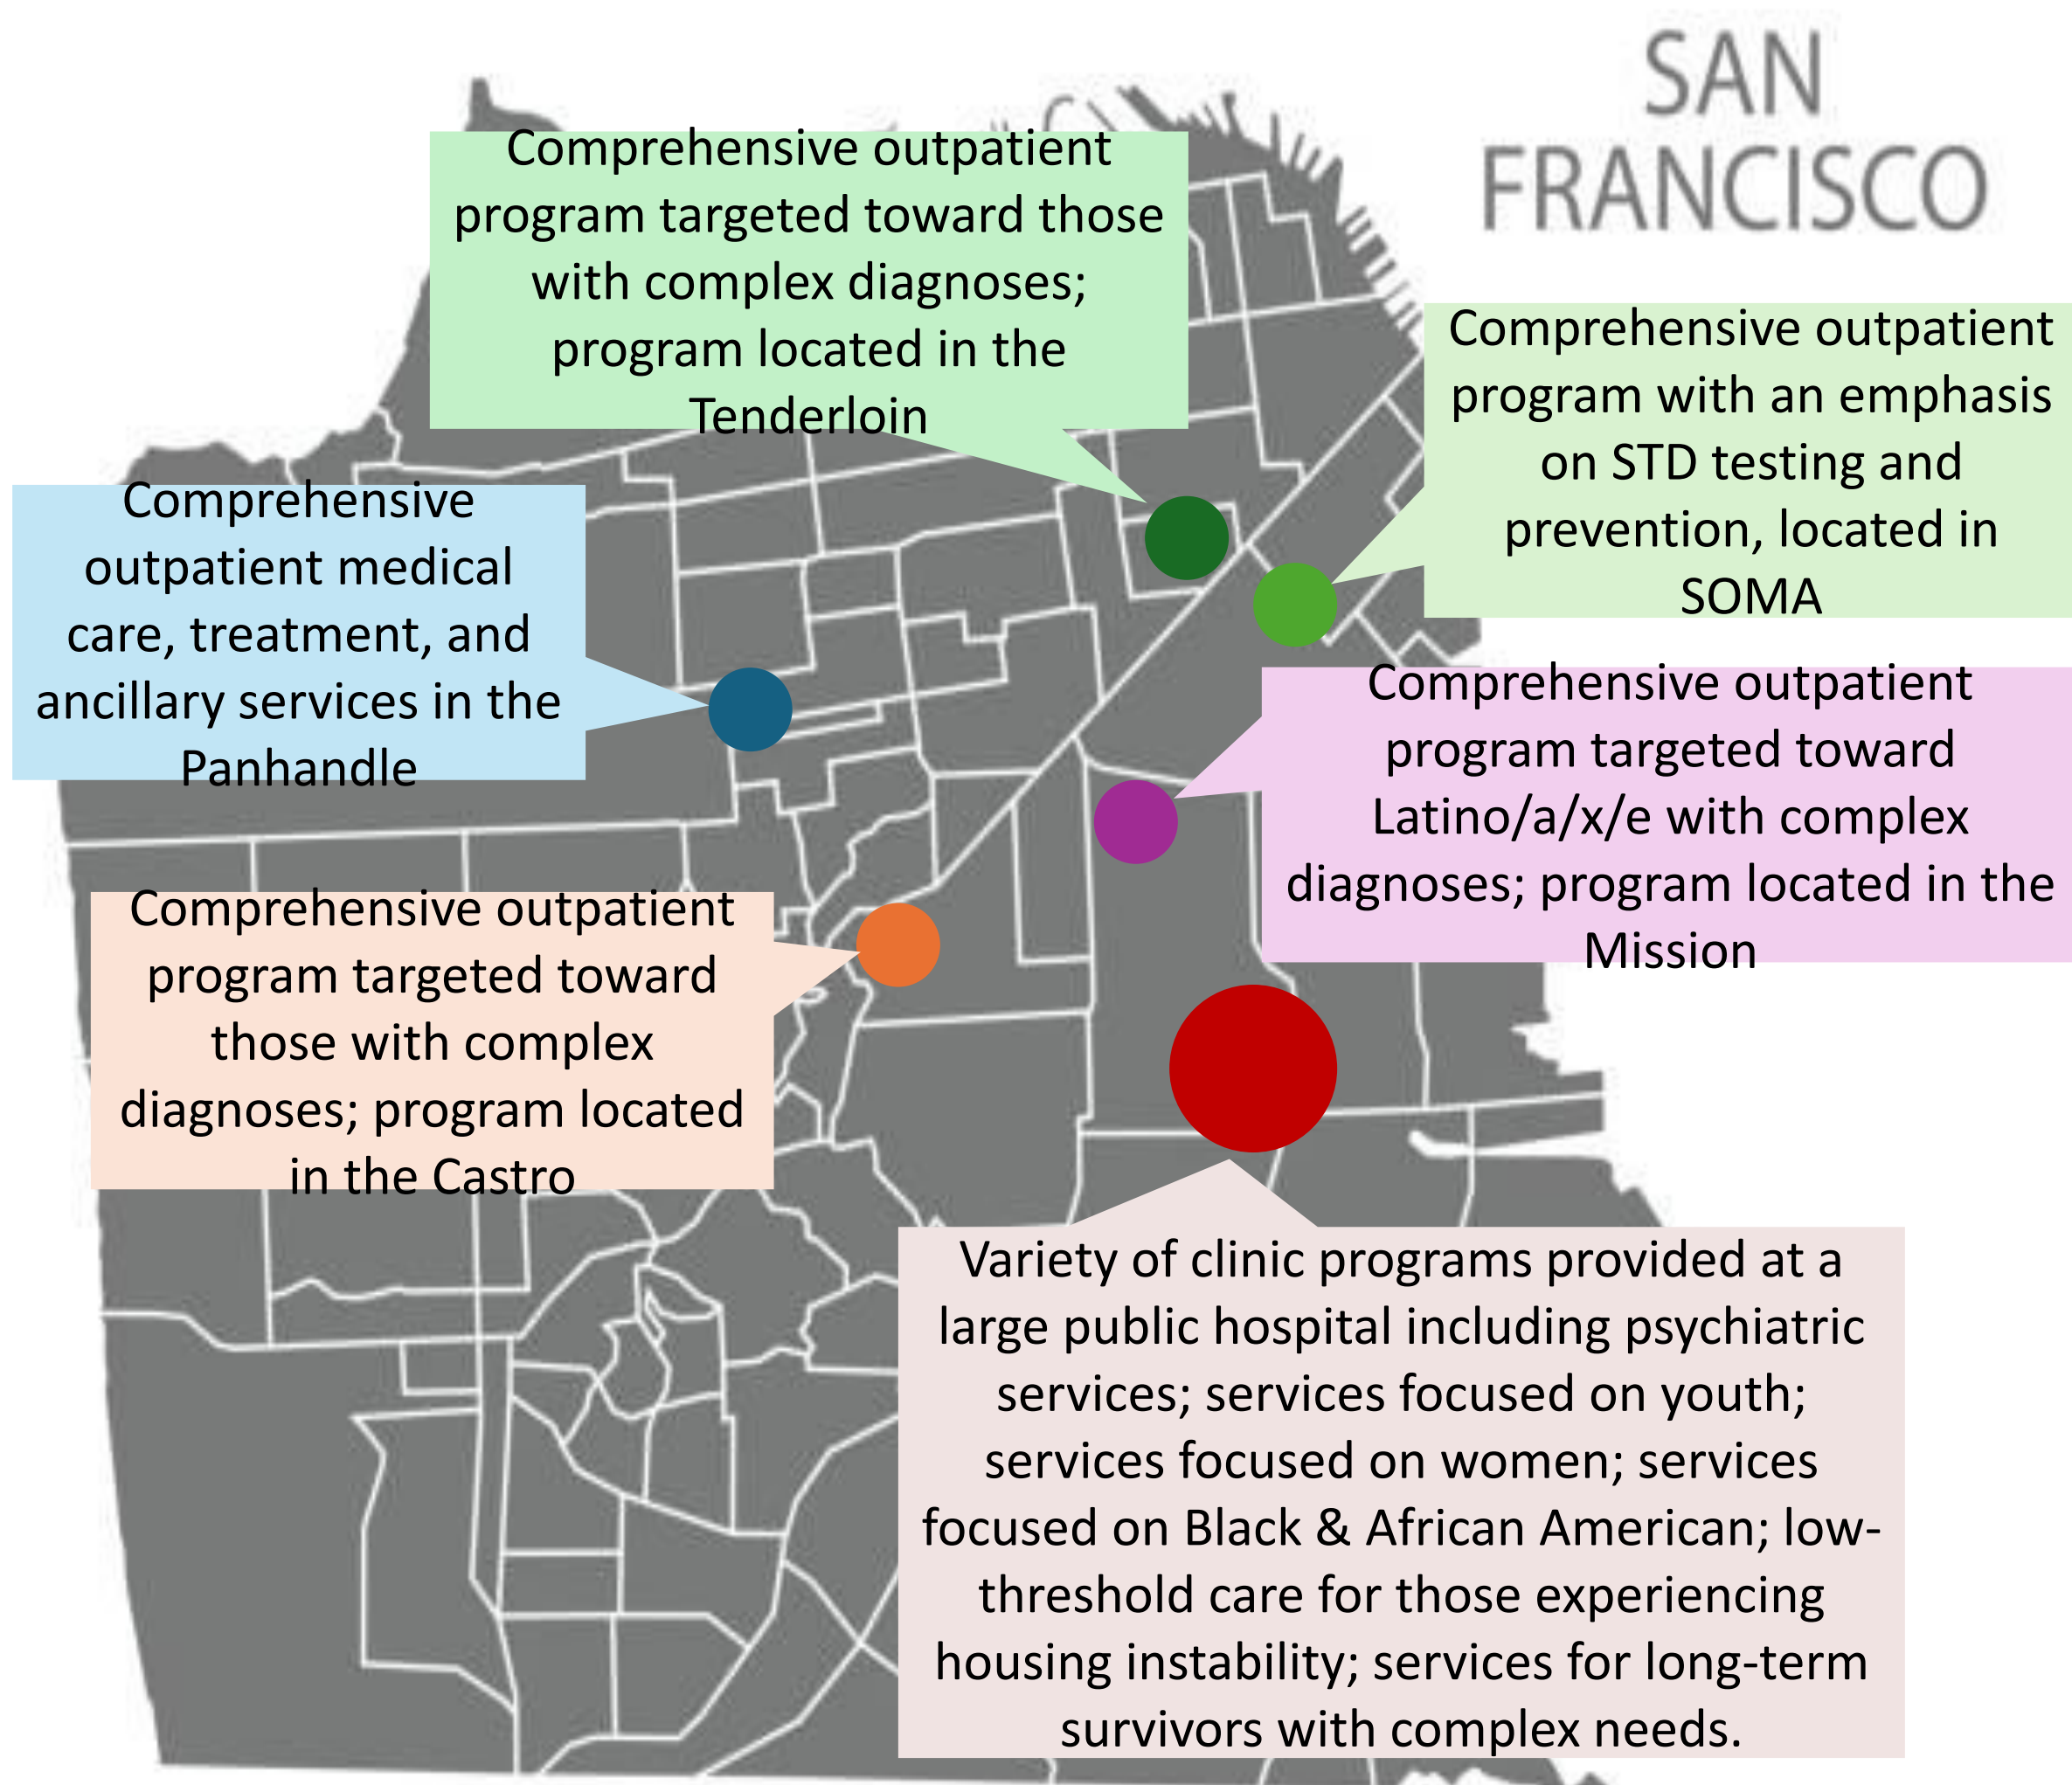 SAN
FRANCISCO
Comprehensive outpatient
program targeted toward those
with complex diagnoses;
program located in the
Tenderloin
Comprehensive outpatient
program with an emphasis
on STD testing and
prevention, located in
SOMA
Comprehensive
outpatient medical
care, treatment, and
ancillary services in the
Panhandle
Comprehensive outpatient
program targeted toward
Latino/a/x/e with complex
diagnoses; program located in the
Mission
Comprehensive outpatient
program targeted toward
those with complex
diagnoses; program located
in the Castro
Variety of clinic programs provided at a
large public hospital including psychiatric
services; services focused on youth;
services focused on women; services
focused on Black & African American; low-
threshold care for those experiencing
housing instability; services for long-term
survivors with complex needs.